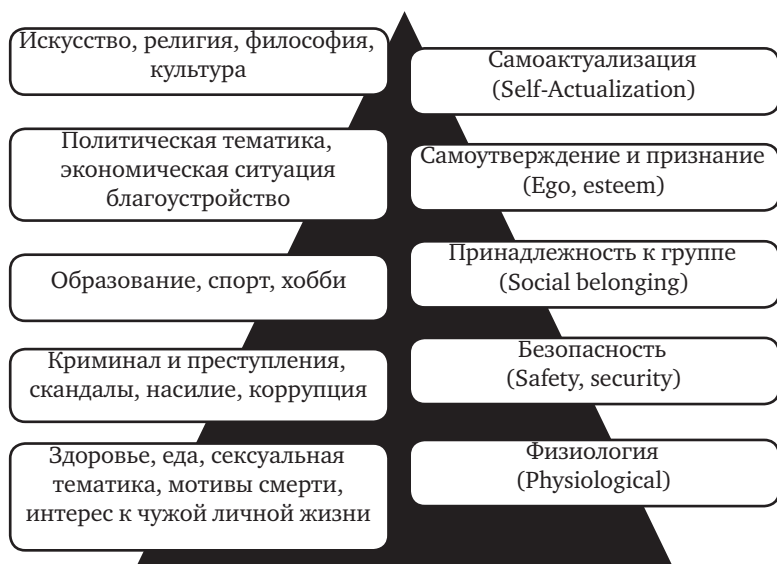 Искусство, религия, философия,
культура
Самоактуализация
(Self-Actualization)
Политическая тематика,
экономическая ситуация
благоустройство
Самоутверждение и признание
(Ego, esteem)
Образование, спорт, хобби
Принадлежность к группе
(Social belonging)
Криминал и преступления,
скандалы, насилие, коррупция
Безопасность
(Safety, security)
Здоровье, еда, сексуальная
тематика, мотивы смерти,
интерес к чужой личной жизни
Физиология
(Physiological)